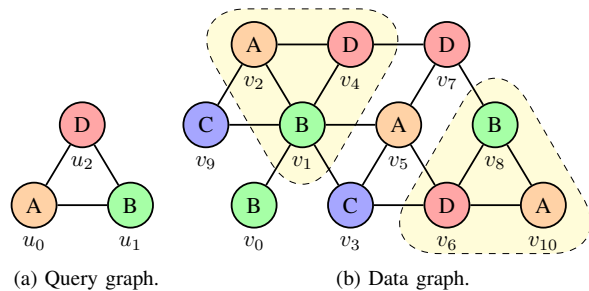 A D D
v2 v4 v7
D C B A B
u2 v9 v1 v5 v8
A B B C D A
u0 u1 v0 v3 v6 v10
(a) Query graph. (b) Data graph.